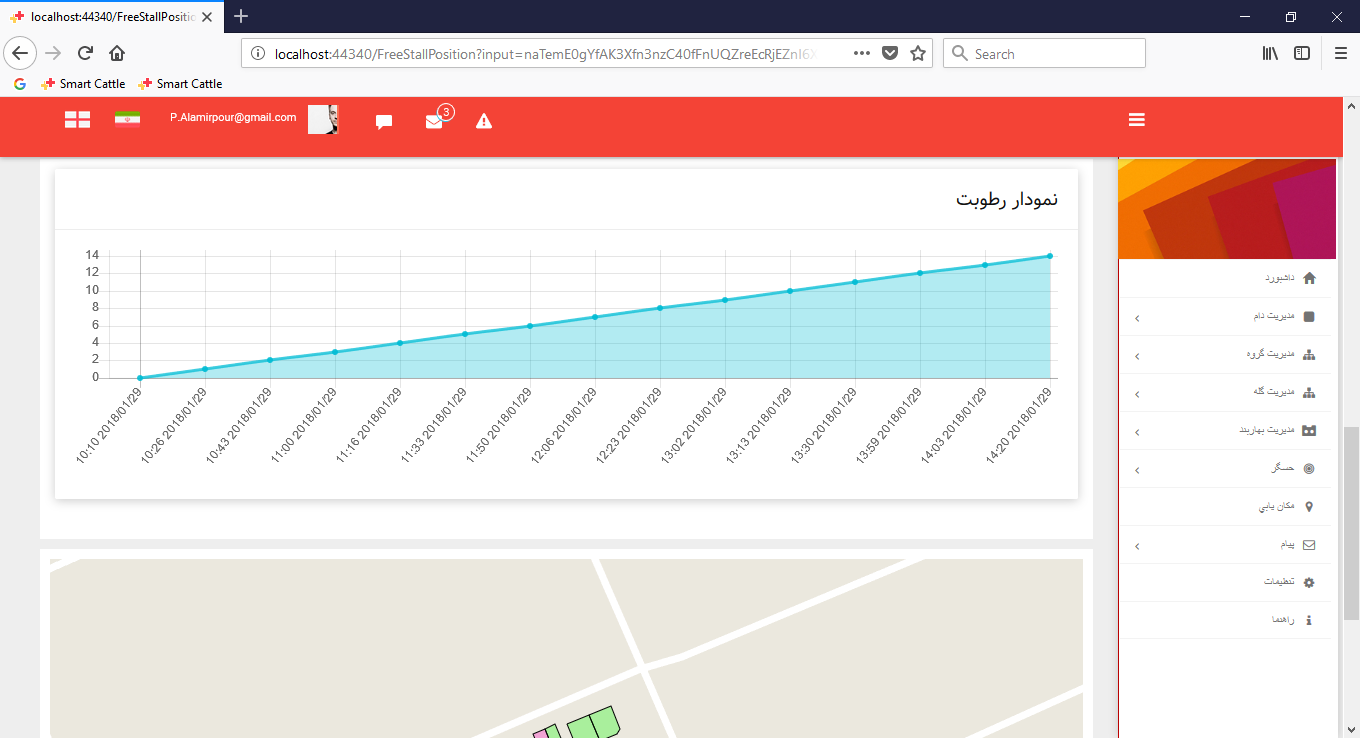 localhost:44340/FreeStallPositic
localhost:44340/FreeStallPosition?input=naTemE0gYfAK3Xfn3nzC40fFnUQZreEcRjEZnI6
Search
Smart Cattle
Smart Cattle
P.Alamirpour@gmail.com
3
نمودار رطوبت
14
12
10
8
6
4
2
0
10:10 2018/01/29
10:26 2018/01/29
10:43 2018/01/29
11:00 2018/01/29
11:16 2018/01/29
11:33 2018/01/29
11:50 2018/01/29
12:06 2018/01/29
12:23 2018/01/29
13:02 2018/01/29
13:13 2018/01/29
13:30 2018/01/29
13:59 2018/01/29
14:03 2018/01/29
14:20 2018/01/29
داشبورد
مدیریت دام
مدیریت گروه
مدیریت گله
مدیریت بهاربند
حسگر
مکان یابي
پیام
تنظیمات
راهنما